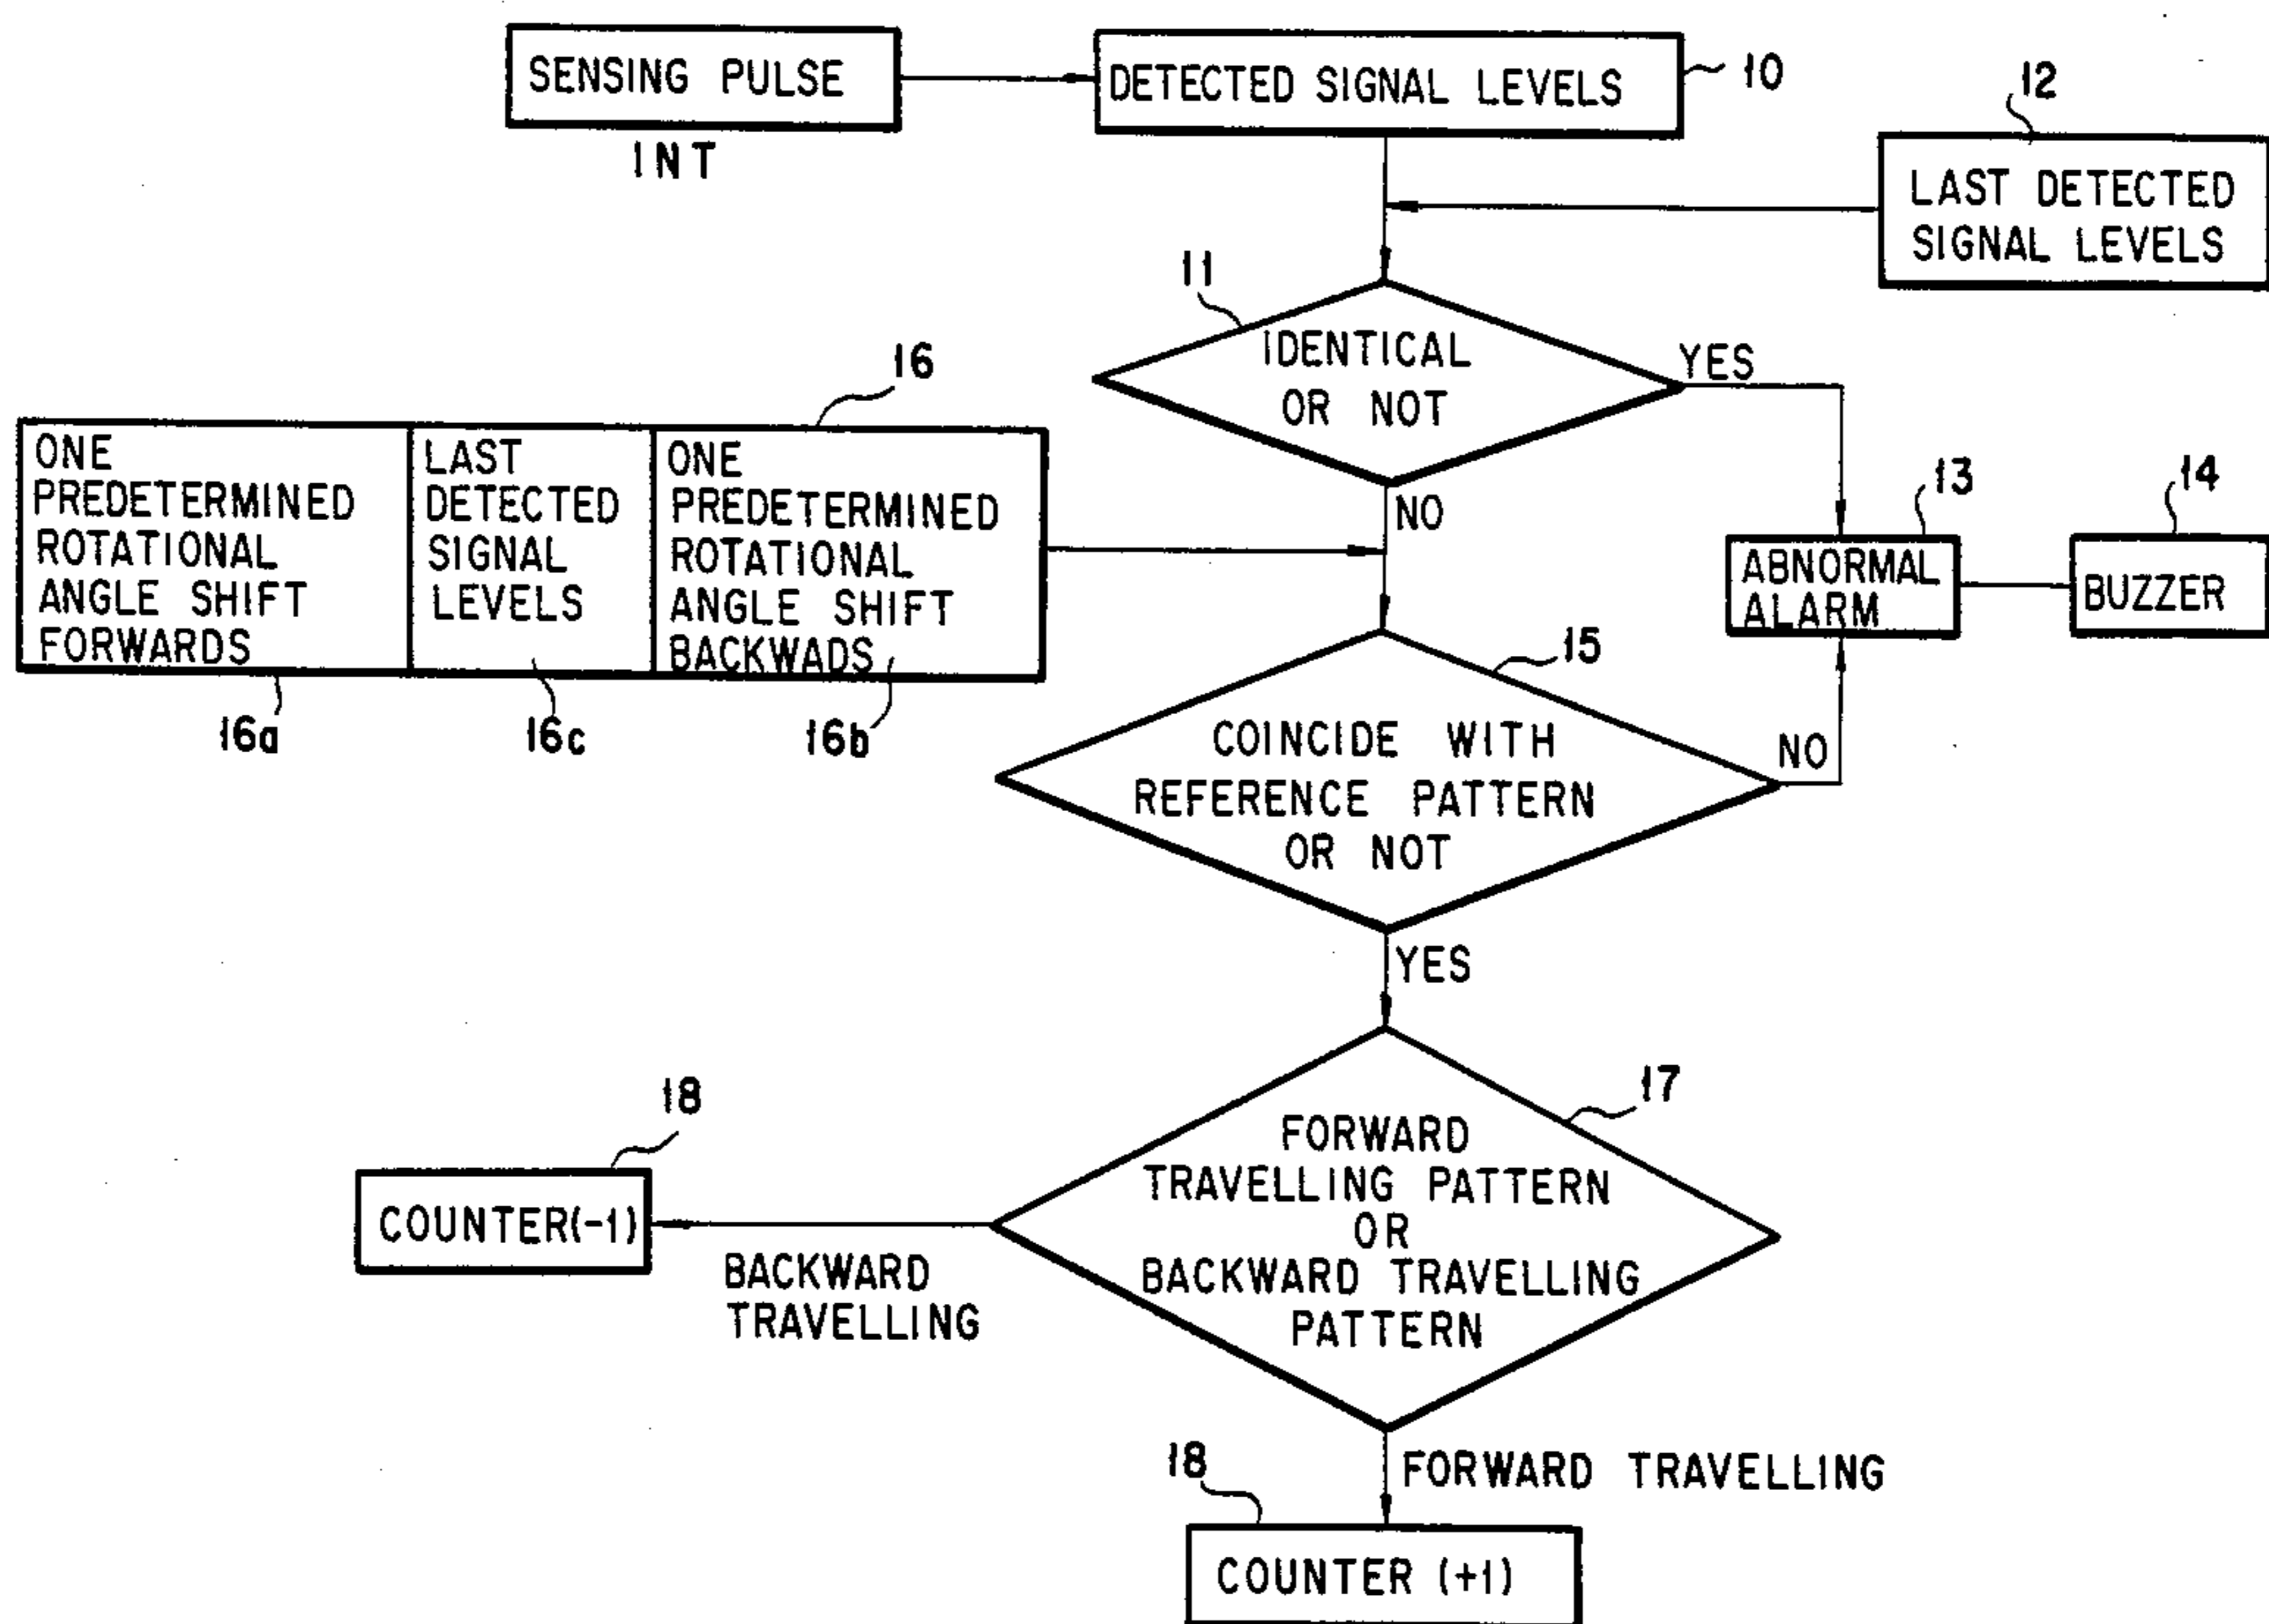 SENSING PULSE
INT
DETECTED SIGNAL LEVELS
10
12
LAST DETECTED
SIGNAL LEVELS
11
IDENTICAL
OR NOT
YES
NO
16
ONE
PREDETERMINED
ROTATIONAL
ANGLE SHIFT
FORWARDS
LAST
DETECTED
SIGNAL
LEVELS
ONE
PREDETERMINED
ROTATIONAL
ANGLE SHIFT
BACKWADS
16a
16c
16b
13
ABNORMAL
ALARM
14
BUZZER
15
COINCIDE WITH
REFERENCE PATTERN
OR NOT
NO
YES
17
FORWARD
TRAVELLING PATTERN
OR
BACKWARD TRAVELLING
PATTERN
18
COUNTER(-1)
BACKWARD
TRAVELLING
FORWARD TRAVELLING
18
COUNTER (+1)